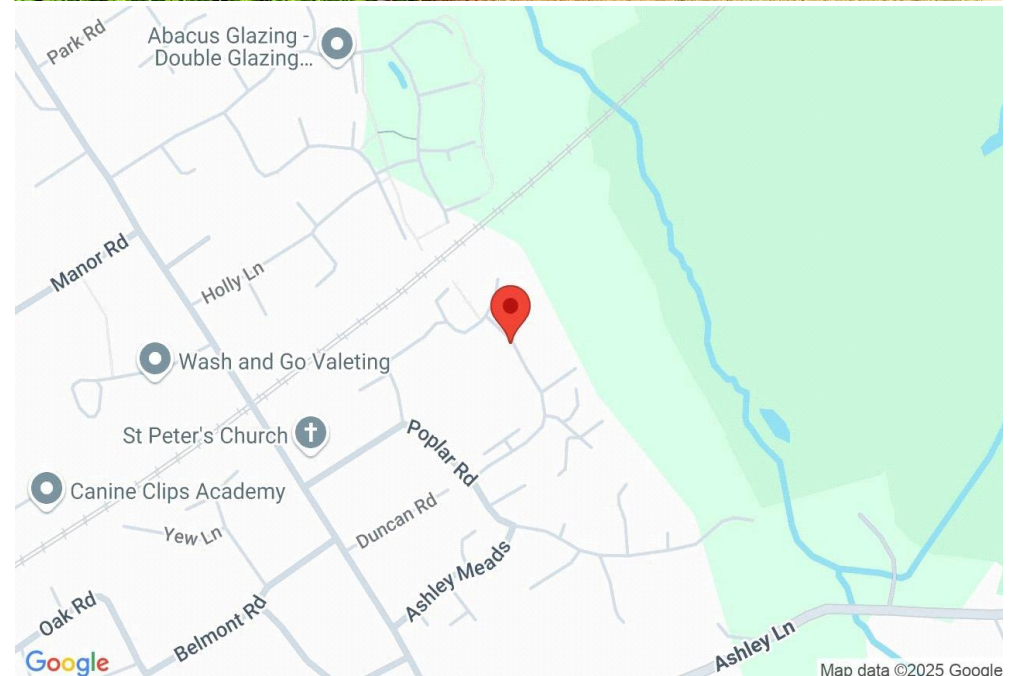 Park Rd
Abacus Glazing -
Double Glazing...
Manor Rd
Holly Ln
Wash and Go Valeting
St Peter's Church
Poplar Rd
Canine Clips Academy
Duncan Rd
Yew Ln
Ashley Meads
Oak Rd
Belmont Rd
Ashley Ln
Google
Map data ©2025 Google